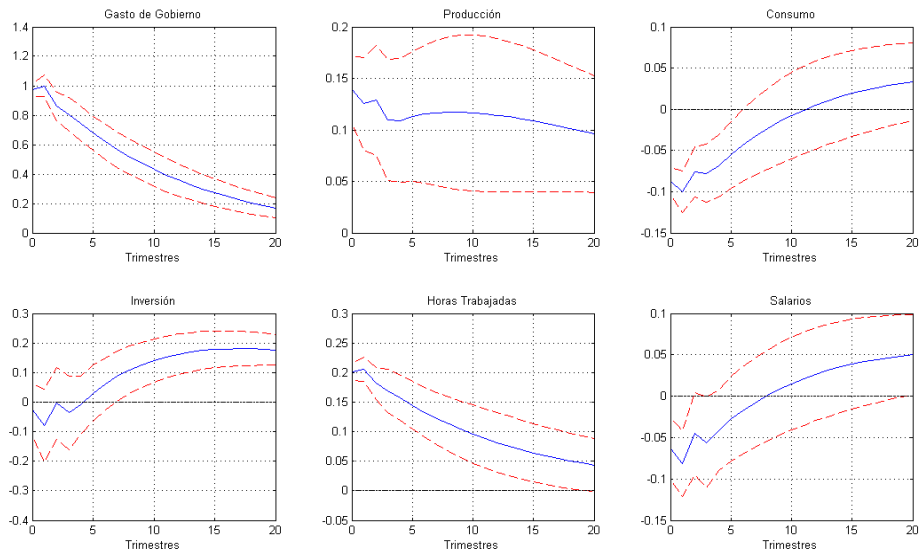 Gasto de Gobierno
1.4
1.2
1
0.8
0.6
0.4
0.2
0
0 5 10 15 20
Trimestres
Producción
0.2
0.15
0.1
0.05
0
0 5 10 15 20
Trimestres
Consumo
0.1
0.05
0
-0.05
-0.1
-0.15
0 5 10 15 20
Trimestres
Inversión
0.3
0.2
0.1
0
-0.1
-0.2
-0.3
-0.4
0 5 10 15 20
Trimestres
Horas Trabajadas
0.3
0.25
0.2
0.15
0.1
0.05
0
-0.05
0 5 10 15 20
Trimestres
Salarios
0.1
0.05
0
-0.05
-0.1
-0.15
0 5 10 15 20
Trimestres